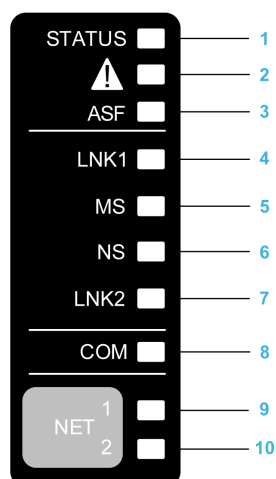 STATUS 1
! 2
ASF 3
LNK1 4
MS 5
NS 6
LNK2 7
COM 8
1 9
NET
2 10